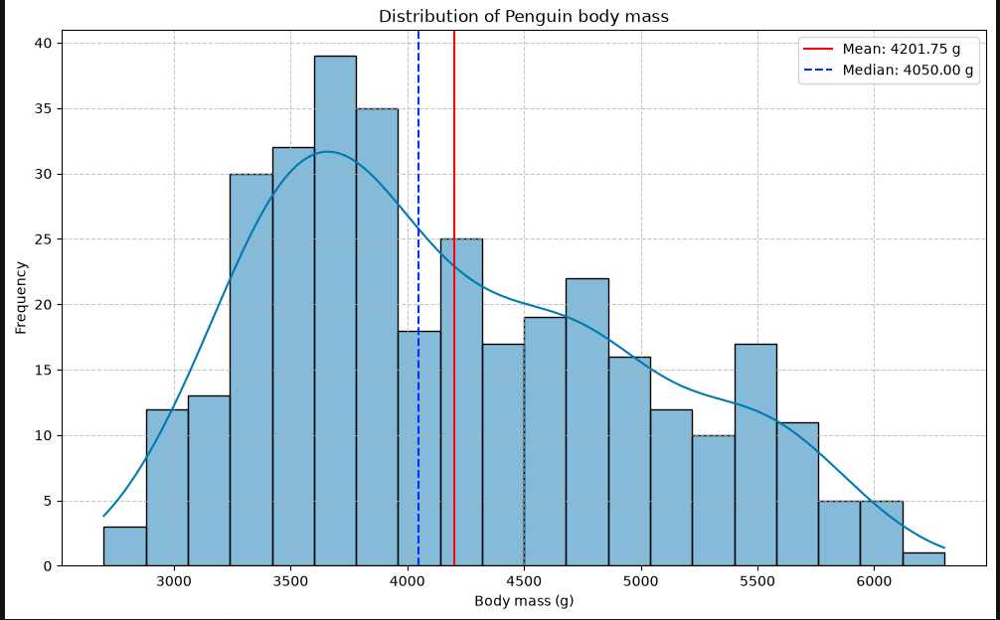 Distribution of Penguin body mass
Mean: 4201.75 g
Median: 4050.00 g
40
35
30
25
20
15
10
5
0
Frequency
3000 3500 4000 4500 5000 5500 6000
Body mass (g)